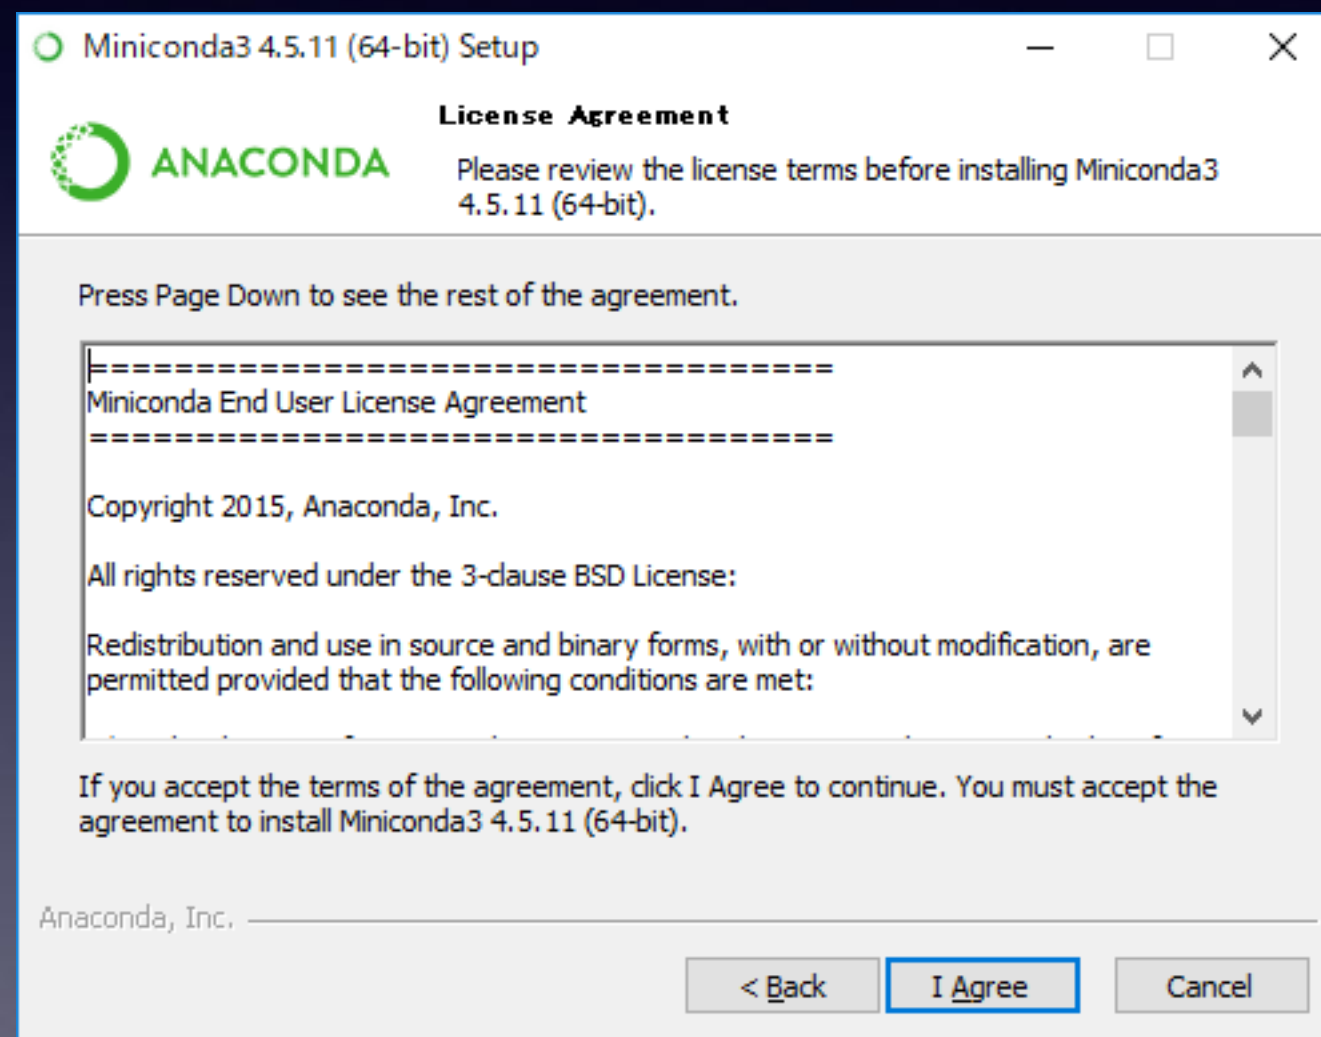 Miniconda3 4.5.11 (64-bit) Setup
License Agreement
ANACONDA
Please review the license terms before installing Miniconda3
4.5.11 (64-bit).
Press Page Down to see the rest of the agreement.
===================================
Miniconda End User License Agreement
===================================
Copyright 2015, Anaconda, Inc.
All rights reserved under the 3-clause BSD License:
Redistribution and use in source and binary forms, with or without modification, are
permitted provided that the following conditions are met:
If you accept the terms of the agreement, click I Agree to continue. You must accept the
agreement to install Miniconda3 4.5.11 (64-bit).
Anaconda, Inc.
< Back
I Agree
Cancel